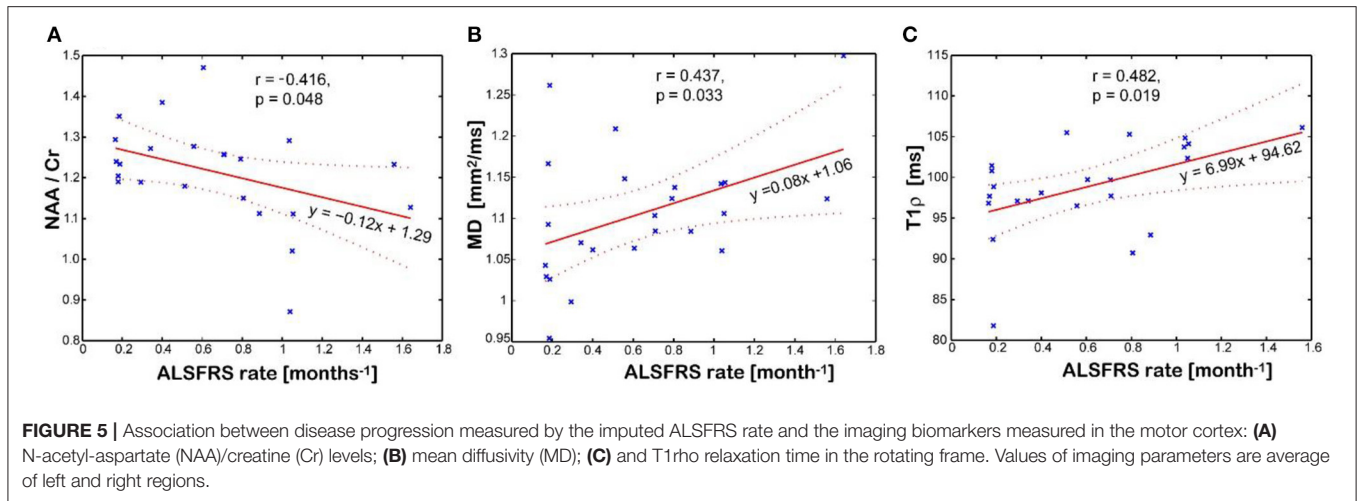 A
1.5
1.4
1.3
1.2
1.1
1.0
0.9
0.8
r = -0.416,
p = 0.048
y = −0.12x + 1.29
NAA / Cr
0.2 0.4 0.6 0.8 1 1.2 1.4 1.6 1.8
ALSFRS rate [months-1]
B
1.3
1.25
1.2
1.15
1.1
1.05
1
0.95
r = 0.437,
p = 0.033
y =0.08x +1.06
MD [mm²/ms]
0 0.2 0.4 0.6 0.8 1 1.2 1.4 1.6 1.8
ALSFRS rate [month-1]
C
115
110
105
100
95
90
85
80
r = 0.482,
p = 0.019
y = 6.99x + 94.62
T1ρ [ms]
0 0.2 0.4 0.6 0.8 1 1.2 1.4 1.6
ALSFRS rate [month-1]
FIGURE 5 | Association between disease progression measured by the imputed ALSFRS rate and the imaging biomarkers measured in the motor cortex: (A)
N-acetyl-aspartate (NAA)/creatine (Cr) levels; (B) mean diffusivity (MD); (C) and T1rho relaxation time in the rotating frame. Values of imaging parameters are average
of left and right regions.